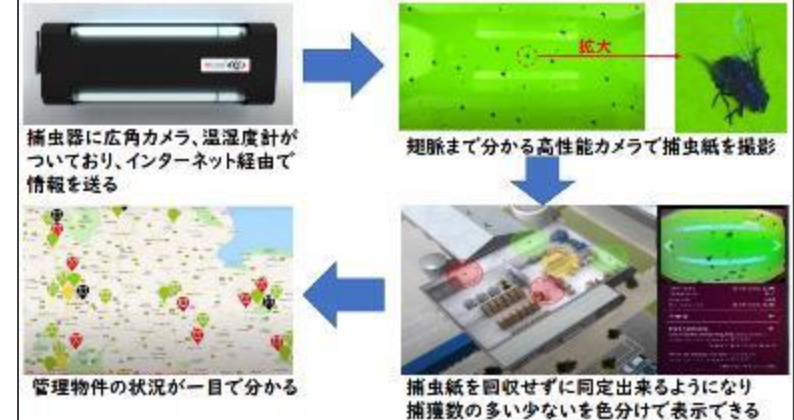 捕虫器に広角カメラ、温湿度計が
ついており、インターネット経由で
情報を送る
拡大
翅脈まで分かる高性能カメラで捕虫紙を撮影
捕虫紙を回収せずに同定出来るようになり
捕獲数の多い少ないを色分けで表示できる
管理物件の状況が一目で分かる